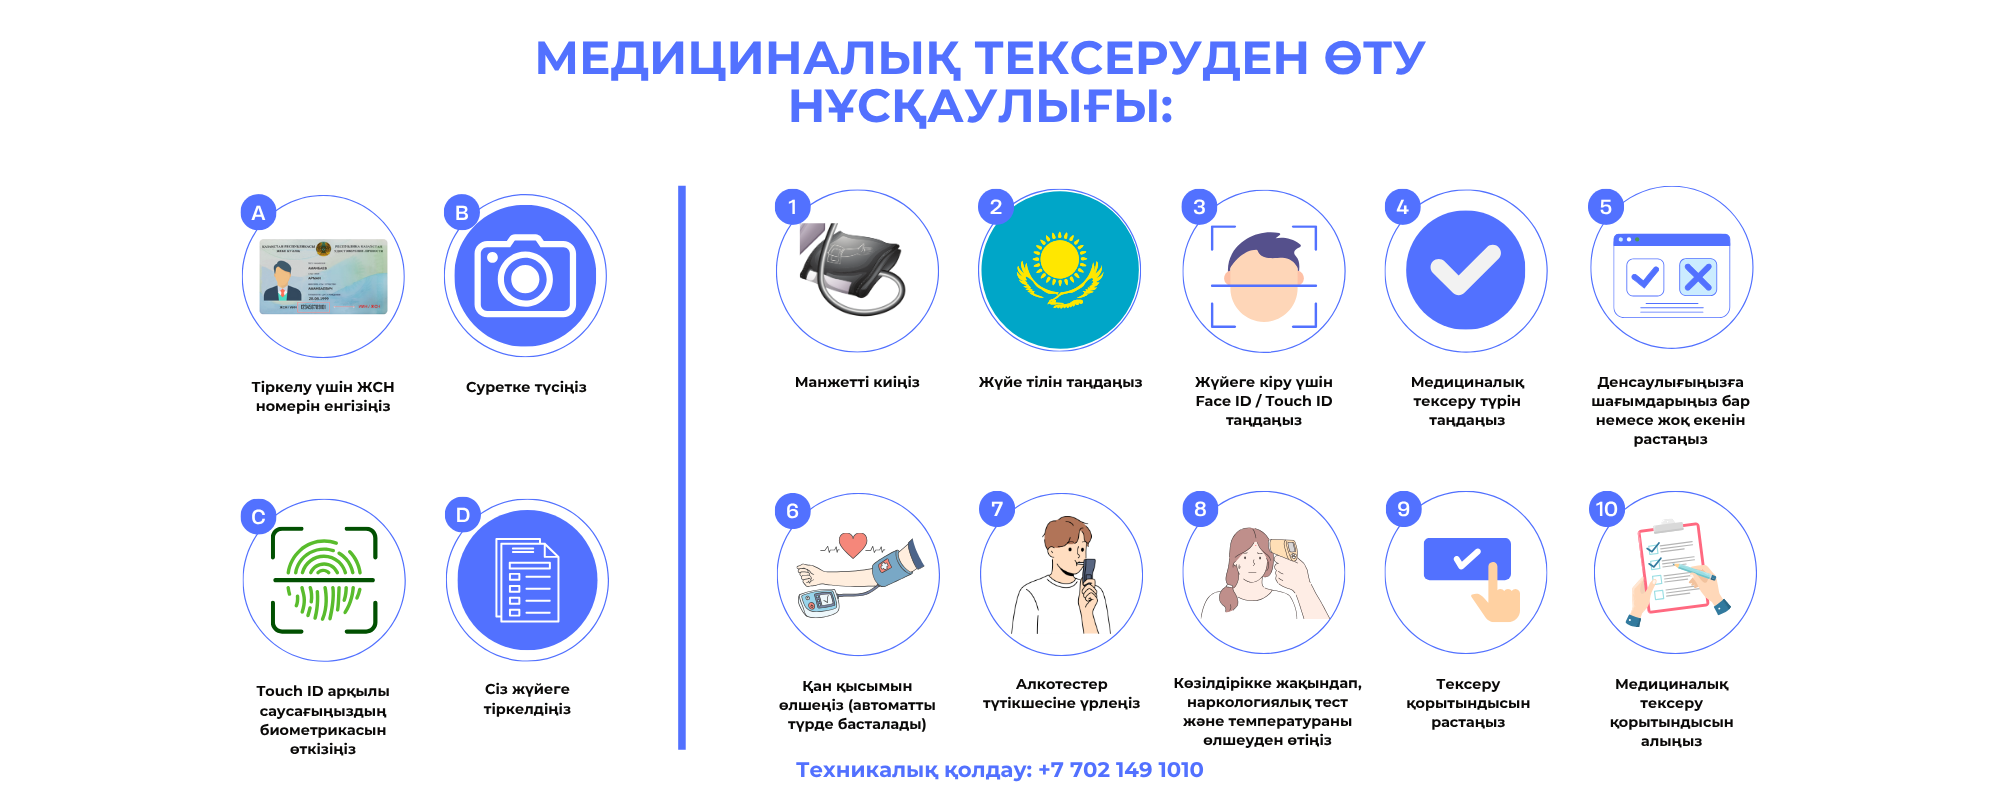 МЕДИЦИНАЛЫҚ ТЕКСЕРУДЕН ӨТУ
НҰСҚАУЛЫҒЫ:
A
Тіркелу үшін ЖСН
номерін енгізіңіз
B
Суретке түсіңіз
C
Touch ID арқылы
саусағыңыздың
биометрикасын
өткізіңіз
D
Сіз жүйеге
тіркелдіңіз
1
Манжетті киіңіз
2
Жүйе тілін таңдаңыз
3
Жүйеге кіру үшін
Face ID / Touch ID
таңдаңыз
4
Медициналық
тексеру түрін
таңдаңыз
5
Денсаулығыңызға
шағымдарыңыз бар
немесе жоқ екенін
растаңыз
6
Қан қысымын
өлшеңіз (автоматты
түрде басталады)
7
Алкотестер
түтікшесіне үрлеңіз
8
Көзілдірікке жақындап,
наркологиялық тест
және температураны
өлшеуден өтіңіз
9
Тексеру
қорытындысын
растаңыз
10
Медициналық
тексеру
қорытындысын
алыңыз
Техникалық қолдау: +7 702 149 1010